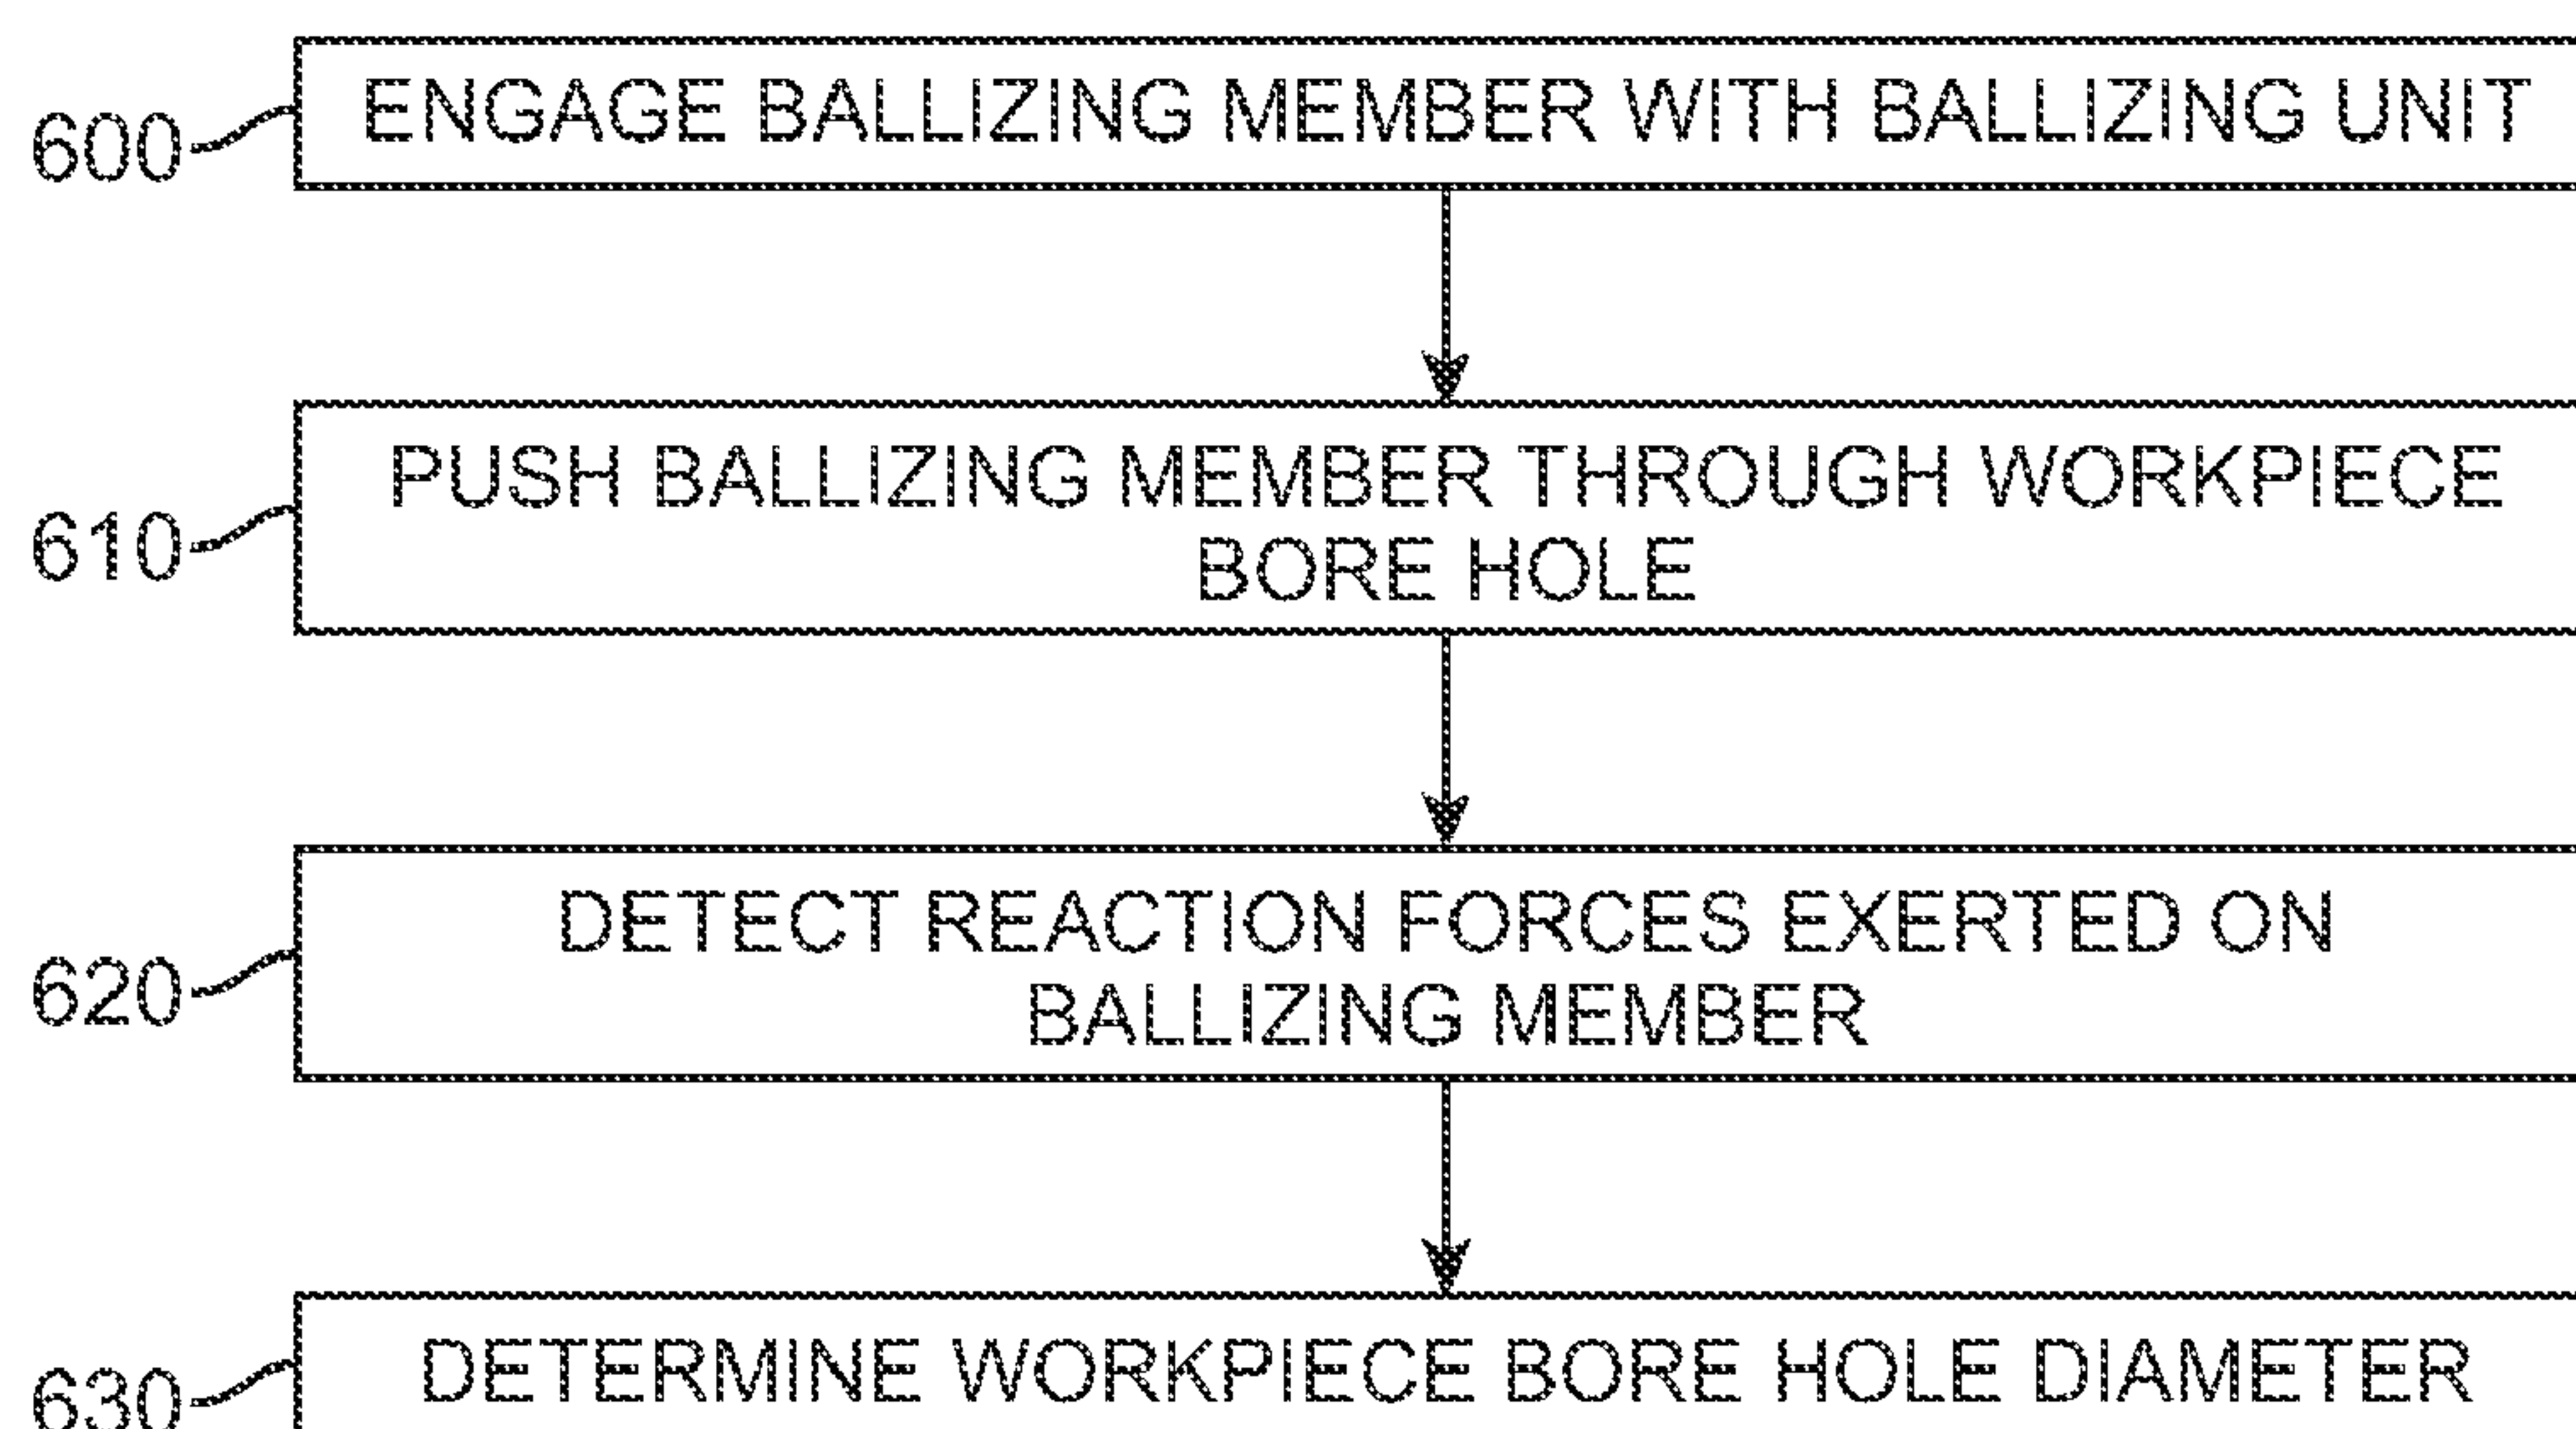 600
ENGAGE BALLIZING MEMBER WITH BALLIZING UNIT
610
PUSH BALLIZING MEMBER THROUGH WORKPIECE
BORE HOLE
620
DETECT REACTION FORCES EXERTED ON
BALLIZING MEMBER
630
DETERMINE WORKPIECE BORE HOLE DIAMETER